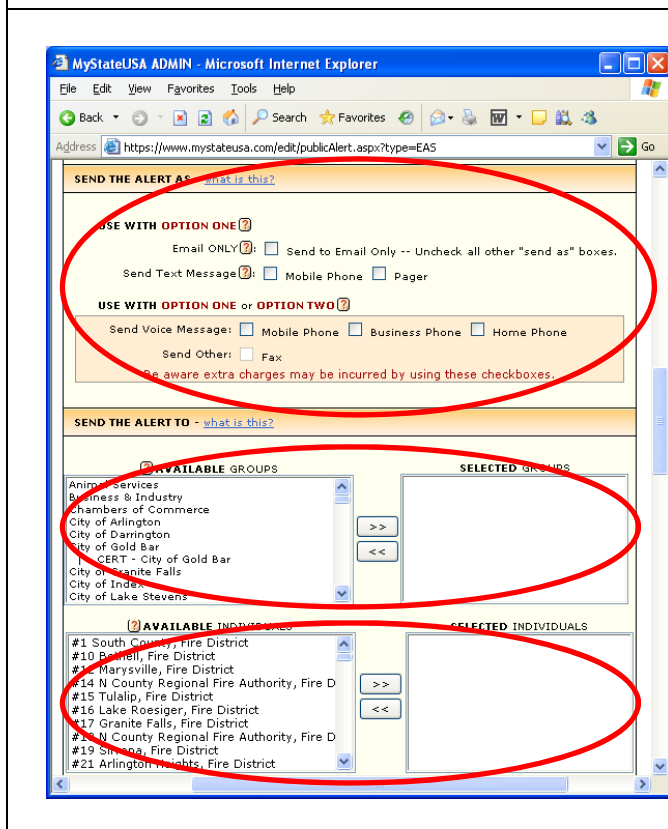 MyStateUSA ADMIN - Microsoft Internet Explorer
File Edit View Favorites Tools Help
Back Search Favorites
Address https://www.mystateusa.com/edit/publicAlert.aspx?type=EAS Go
SEND THE ALERT AS - what is this?
USE WITH OPTION ONE ?
Email ONLY ?: Send to Email Only -- Uncheck all other "send as" boxes.
Send Text Message ?: Mobile Phone Pager
USE WITH OPTION ONE or OPTION TWO ?
Send Voice Message: Mobile Phone Business Phone Home Phone
Send Other: Fax
Be aware extra charges may be incurred by using these checkboxes.
SEND THE ALERT TO - what is this?
? AVAILABLE GROUPS SELECTED GROUPS
Animal Services
Business & Industry
Chambers of Commerce
City of Arlington
City of Darrington
City of Gold Bar
|- CERT - City of Gold Bar
City of Granite Falls
City of Index
City of Lake Stevens
>>
<<
? AVAILABLE INDIVIDUALS SELECTED INDIVIDUALS
#1 South County, Fire District
#10 Bothell, Fire District
#12 Marysville, Fire District
#14 N County Regional Fire Authority, Fire D
#15 Tulalip, Fire District
#16 Lake Roesiger, Fire District
#17 Granite Falls, Fire District
#18 N County Regional Fire Authority, Fire D
#19 Silvana, Fire District
#21 Arlington Heights, Fire District
>>
<<